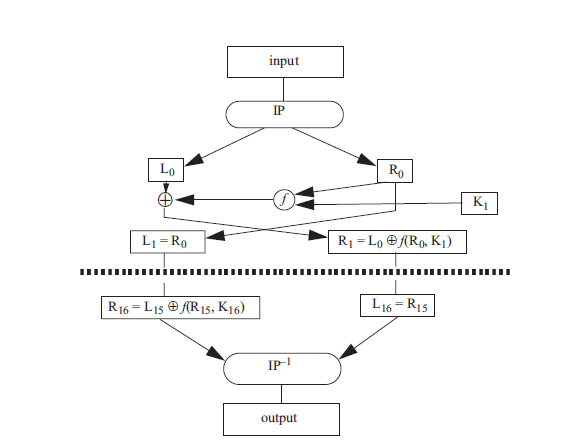 input
IP
L₀
R₀
⊕ f
K₁
L₁ = R₀ R₁ = L₀ ⊕ f(R₀, K₁)
R₁₆ = L₁₅ ⊕ f(R₁₅, K₁₆) L₁₆ = R₁₅
IP⁻¹
output